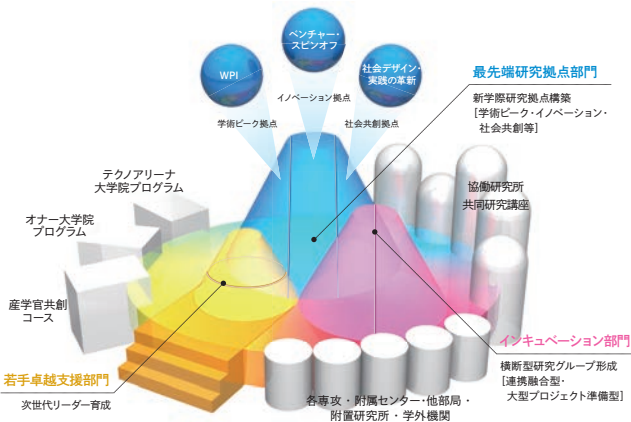 ベンチャー・
スピンオフ
WPI
社会デザイン・
実践の革新
イノベーション拠点
学術ピーク拠点
社会共創拠点
最先端研究拠点部門
新学際研究拠点構築
[学術ピーク・イノベーション・
社会共創等]
テクノアリーナ
大学院プログラム
オナー大学院
プログラム
産学官共創
コース
協働研究所
共同研究講座
若手卓越支援部門
次世代リーダー育成
インキュベーション部門
横断型研究グループ形成
[連携融合型・
大型プロジェクト準備型]
各専攻・附属センター・他部局・
附置研究所・学外機関